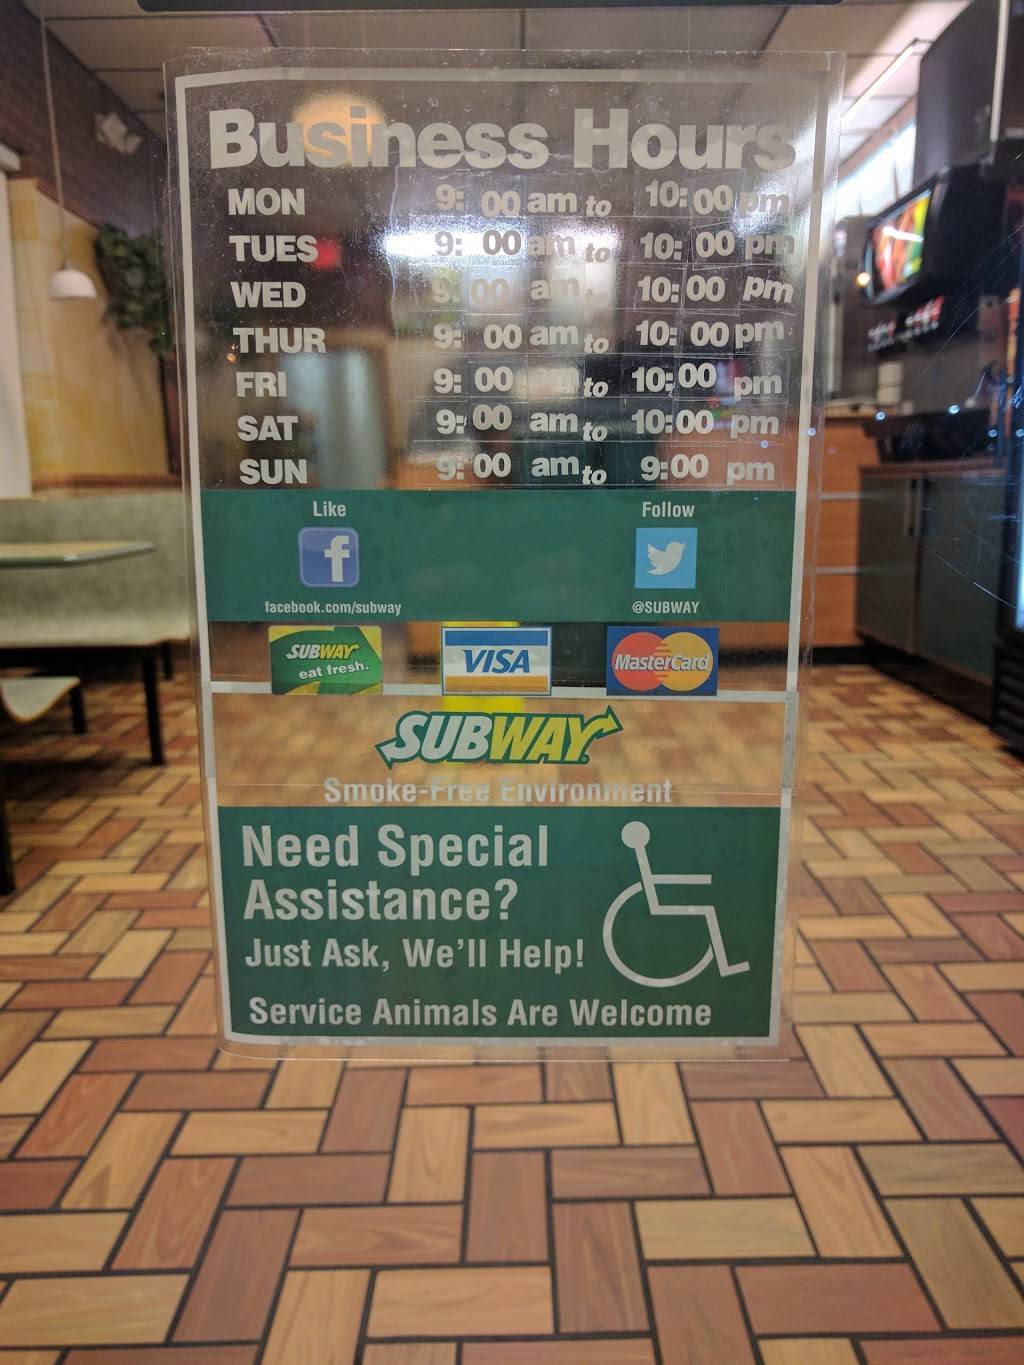 Business Hours
MON 9:00 am to 10:00 pm
TUES 9:00 am to 10:00 pm
WED 9:00 am to 10:00 pm
THUR 9:00 am to 10:00 pm
FRI 9:00 am to 10:00 pm
SAT 9:00 am to 10:00 pm
SUN 9:00 am to 9:00 pm
Like Follow
f
facebook.com/subway @SUBWAY
SUBWAY VISA MasterCard
eat fresh.
SUBWAY
Smoke-Free Environment
Need Special
Assistance?
Just Ask, We'll Help!
Service Animals Are Welcome